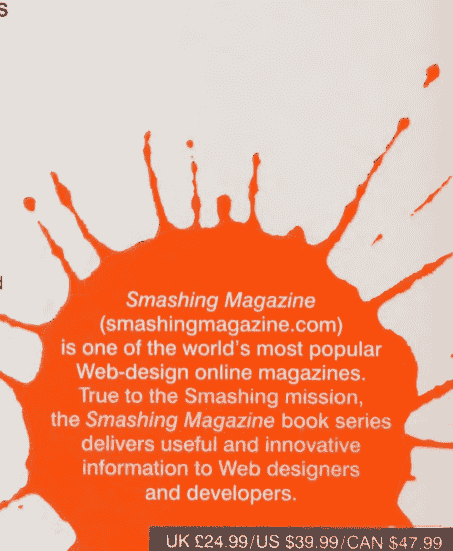 s
d
Smashing Magazine
(smashingmagazine.com)
is one of the world's most popular
Web-design online magazines.
True to the Smashing mission,
the Smashing Magazine book series
delivers useful and innovative
information to Web designers
and developers.
UK £24.99/US $39.99/CAN $47.99